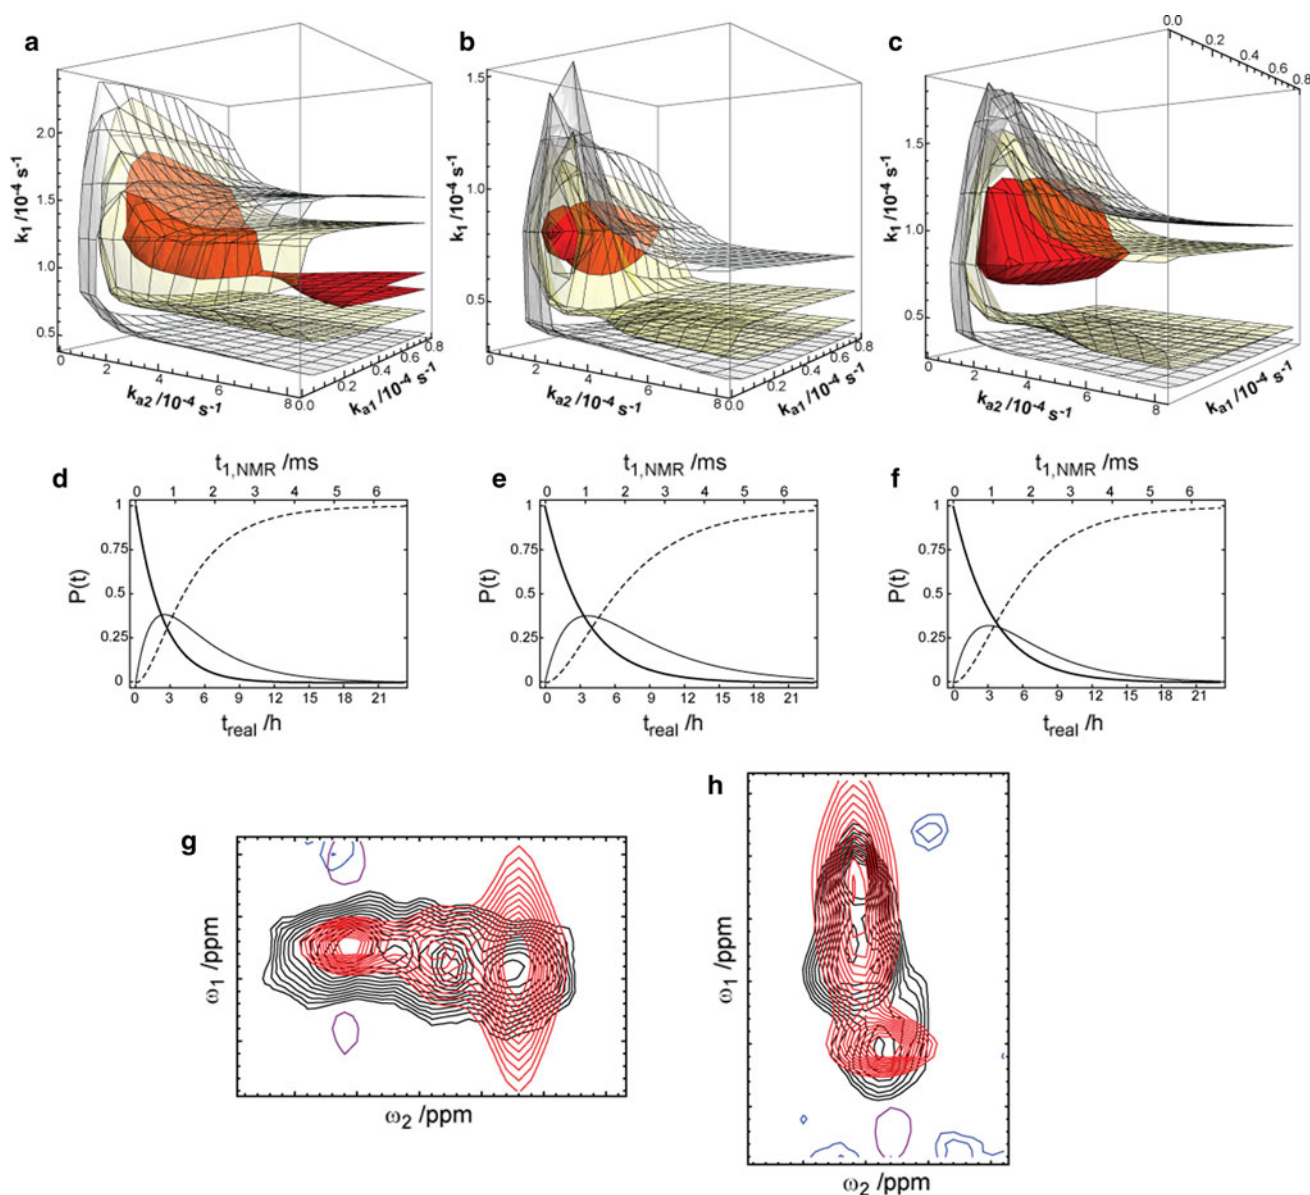 a
b
c
0.0
0.2
0.4
0.6
0.8
k1 /10-4 s-1
2.0
1.5
1.0
0.5
0
2
4
6
8
0.0
0.2
0.4
0.6
0.8
ka2 /10-4 s-1
ka1 /10-4 s-1
k1 /10-4 s-1
1.5
1.0
0.5
0
2
4
6
8
0.0
0.2
0.4
0.6
0.8
ka2 /10-4 s-1
ka1 /10-4 s-1
k1 /10-4 s-1
1.5
1.0
0.5
0
2
4
6
8
ka2 /10-4 s-1
ka1 /10-4 s-1
d
t1,NMR /ms
0 1 2 3 4 5 6
P(t)
1
0.75
0.5
0.25
0
0 3 6 9 12 15 18 21
treal /h
e
t1,NMR /ms
0 1 2 3 4 5 6
P(t)
1
0.75
0.5
0.25
0
0 3 6 9 12 15 18 21
treal /h
f
t1,NMR /ms
0 1 2 3 4 5 6
P(t)
1
0.75
0.5
0.25
0
0 3 6 9 12 15 18 21
treal /h
g
ω1 /ppm
ω2 /ppm
h
ω1 /ppm
ω2 /ppm